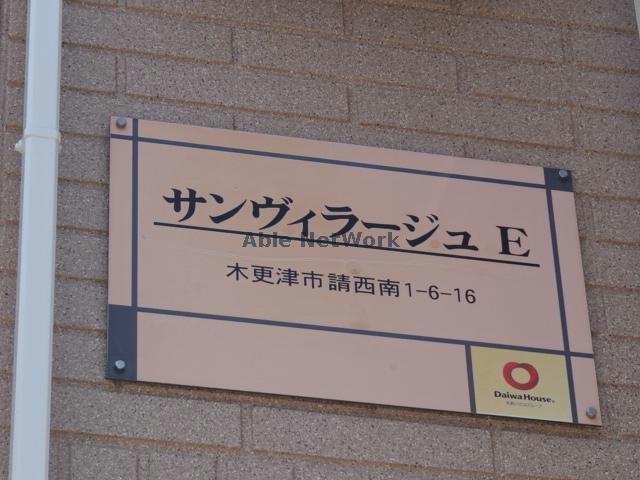 サンヴィラージュ E
Able NetWork
木更津市請西南1-6-16
Daiwa House®